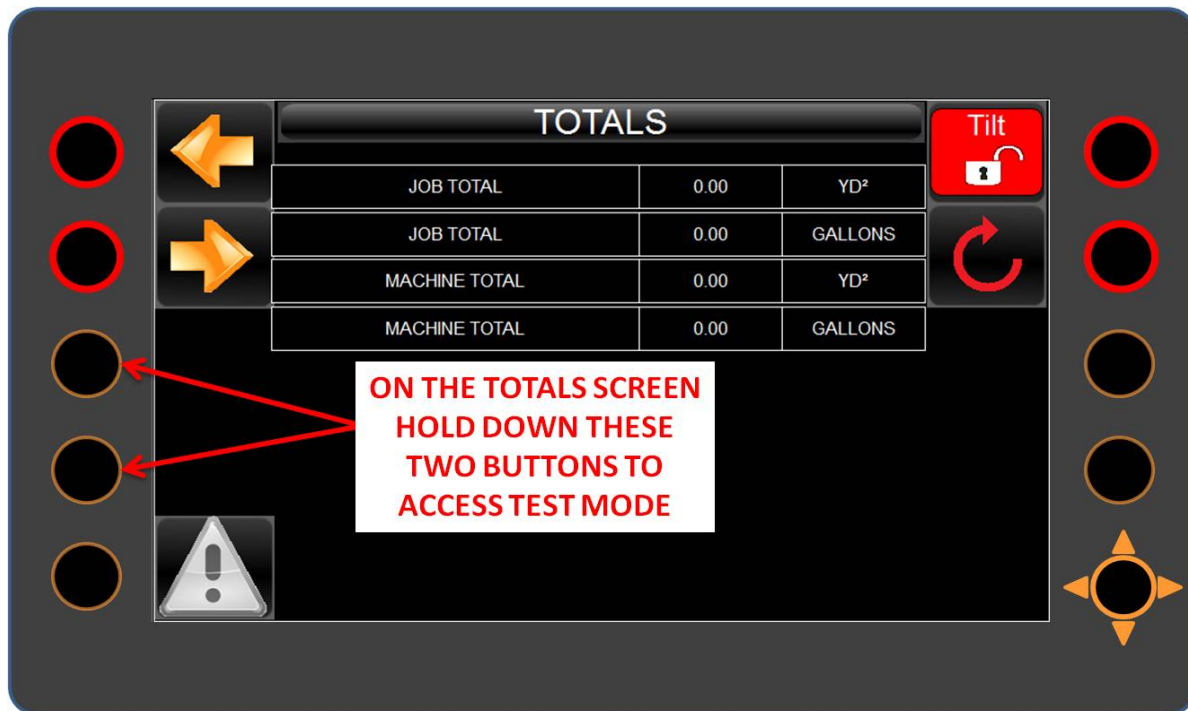 TOTALS
Tilt
JOB TOTAL 0.00 YD²
JOB TOTAL 0.00 GALLONS
MACHINE TOTAL 0.00 YD²
MACHINE TOTAL 0.00 GALLONS
ON THE TOTALS SCREEN
HOLD DOWN THESE
TWO BUTTONS TO
ACCESS TEST MODE